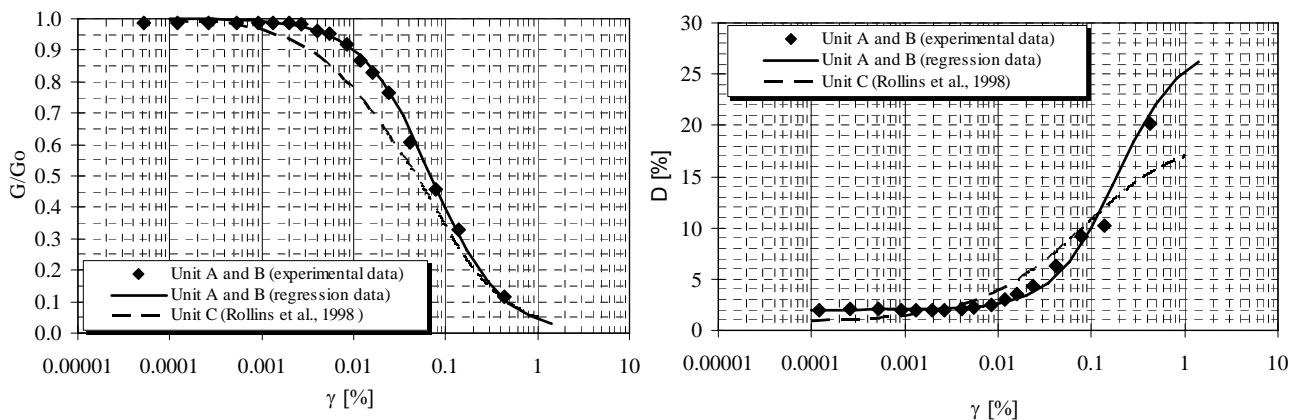 1.0
0.9
0.8
0.7
0.6
0.5
0.4
0.3
0.2
0.1
0.0
G/Go
Unit A and B (experimental data)
Unit A and B (regression data)
Unit C (Rollins et al., 1998 )
0.00001 0.0001 0.001 0.01 0.1 1 10
γ [%]
30
25
20
15
10
5
0
D [%]
Unit A and B (experimental data)
Unit A and B (regression data)
Unit C (Rollins et al., 1998)
0.00001 0.0001 0.001 0.01 0.1 1 10
γ [%]